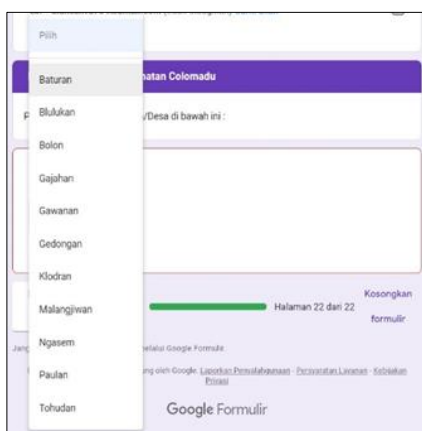 Pilih
Baturan
matan Colomadu
Blulukan
/Desa di bawah ini :
Bolon
Gajahan
Gawanan
Gedongan
Klodran
Malangjiwan
Halaman 22 dari 22
Kosongkan
formulir
Ngasem
Jang
melalui Google Formulir.
Paulan
ung oleh Google. Laporkan Penyalahgunaan - Persyaratan Layanan - Kebijakan
Privasi
Tohudan
Google Formulir